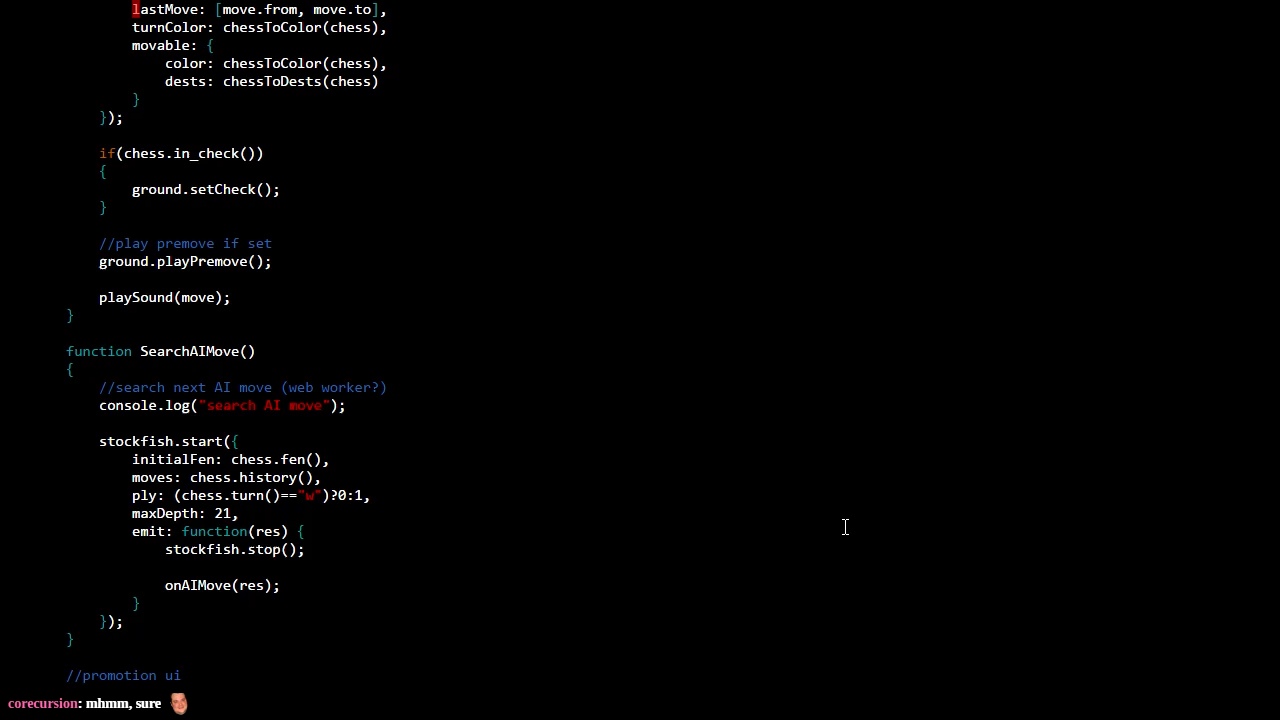 lastMove: [move.from, move.to],
turnColor: chessToColor(chess),
movable: {
color: chessToColor(chess),
dests: chessToDests(chess)
}
});
if(chess.in_check())
{
ground.setCheck();
}
//play premove if set
ground.playPremove();
playSound(move);
}
function SearchAIMove()
{
//search next AI move (web worker?)
console.log("search AI move");
stockfish.start({
initialFen: chess.fen(),
moves: chess.history(),
ply: (chess.turn()=="w")?0:1,
maxDepth: 21,
emit: function(res) {
stockfish.stop();
onAIMove(res);
}
});
}
//promotion ui
corecursion: mhmm, sure